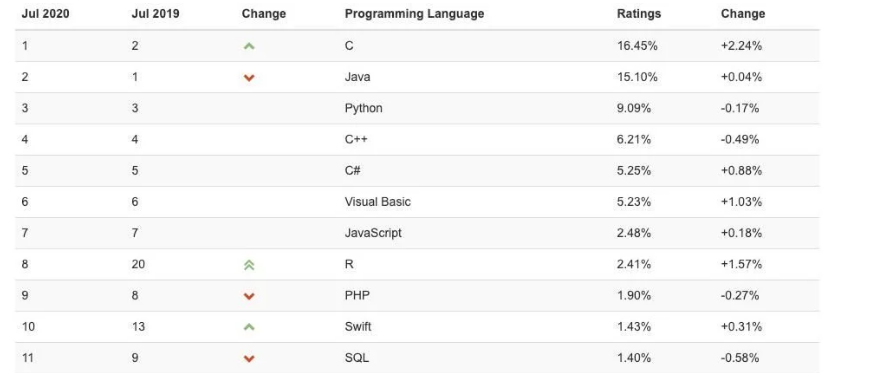 Jul 2020 Jul 2019 Change Programming Language Ratings Change
1 2 C 16.45% +2.24%
2 1 Java 15.10% +0.04%
3 3 Python 9.09% -0.17%
4 4 C++ 6.21% -0.49%
5 5 C# 5.25% +0.88%
6 6 Visual Basic 5.23% +1.03%
7 7 JavaScript 2.48% +0.18%
8 20 R 2.41% +1.57%
9 8 PHP 1.90% -0.27%
10 13 Swift 1.43% +0.31%
11 9 SQL 1.40% -0.58%